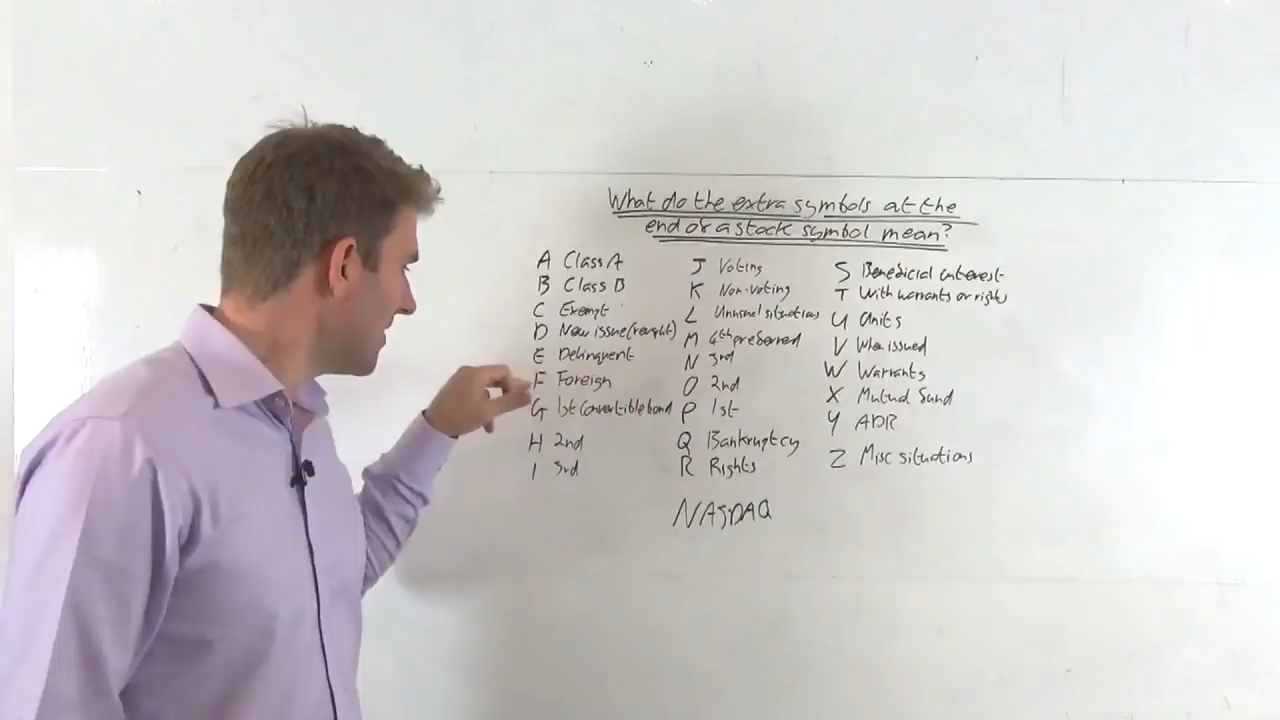 What do the extra symbols at the
end of a stock symbol mean?
A Class A
B Class B
C Exempt
D New issue (
E Delinquent
F Foreign
G 1st convertible bond
H 2nd
I 3rd
J Voting
K Non-voting
L Unusual situations
M 4th preferred
N 3rd
O 2nd
P 1st
Q Bankruptcy
R Rights
S Beneficial interest
T With warrants or rights
U Units
V When issued
W Warrants
X Mutual Fund
Y ADR
Z Misc situations
NASDAQ